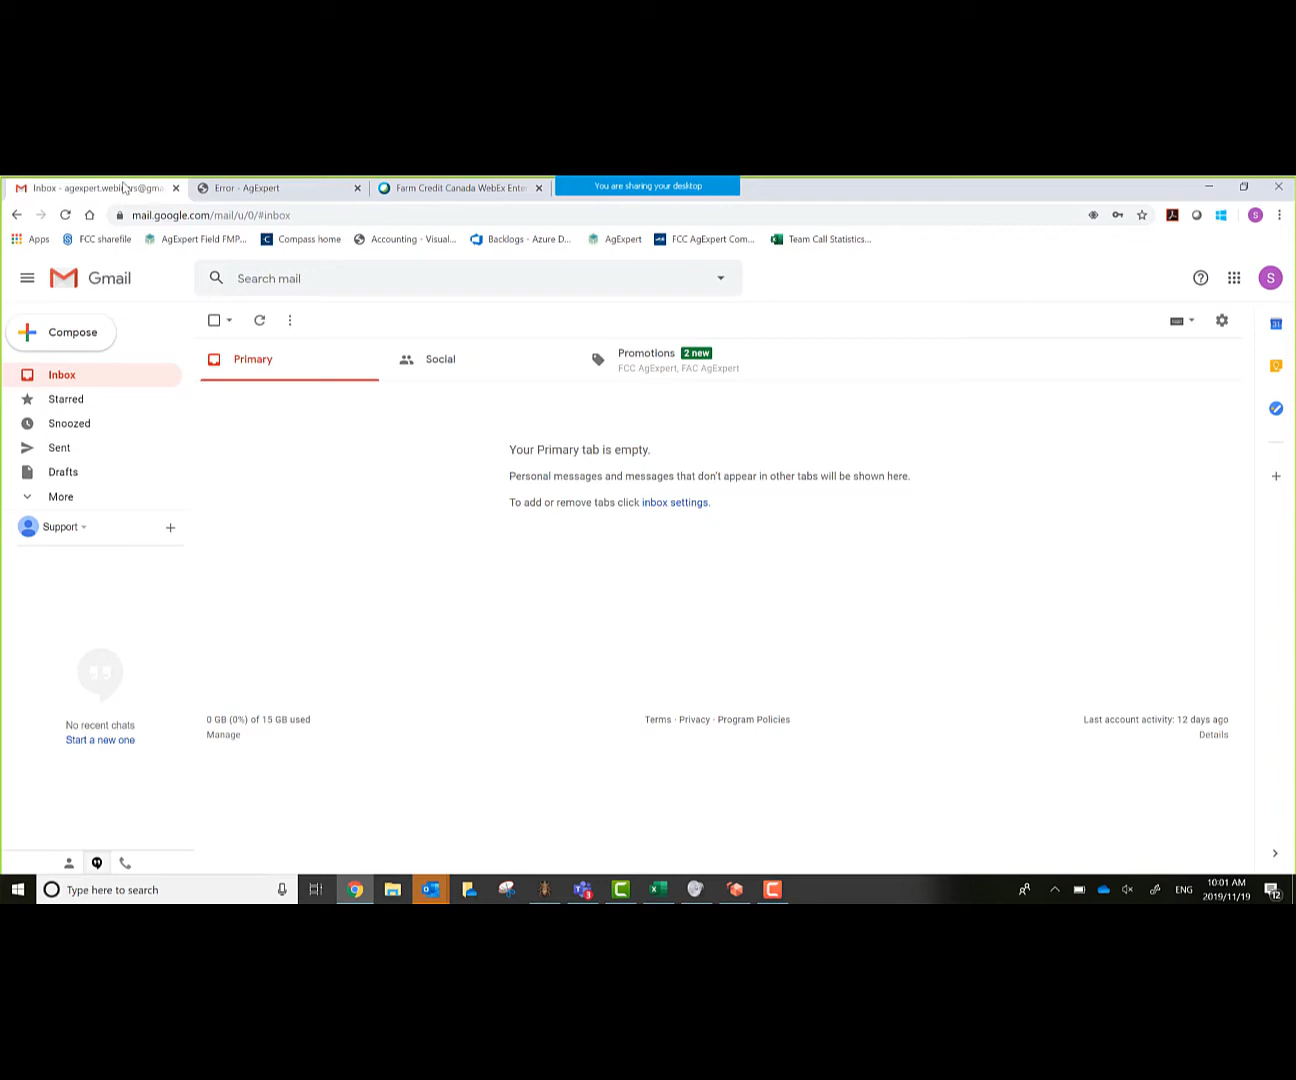 Inbox - agexpert.webinars@gma
Error - AgExpert
Farm Credit Canada WebEx Enter
You are sharing your desktop
mail.google.com/mail/u/0/#inbox
S
Apps
FCC sharefile
AgExpert Field FMP...
Compass home
Accounting - Visual...
Backlogs - Azure D...
AgExpert
FCC AgExpert Com...
Team Call Statistics...
Gmail
Search mail
S
Compose
Primary
Social
Promotions 2 new
FCC AgExpert, FAC AgExpert
Inbox
Starred
Snoozed
Sent
Drafts
More
Support
Your Primary tab is empty.
Personal messages and messages that don't appear in other tabs will be shown here.
To add or remove tabs click inbox settings.
No recent chats
Start a new one
0 GB (0%) of 15 GB used
Manage
Terms · Privacy · Program Policies
Last account activity: 12 days ago
Details
Type here to search
ENG
10:01 AM
2019/11/19
12